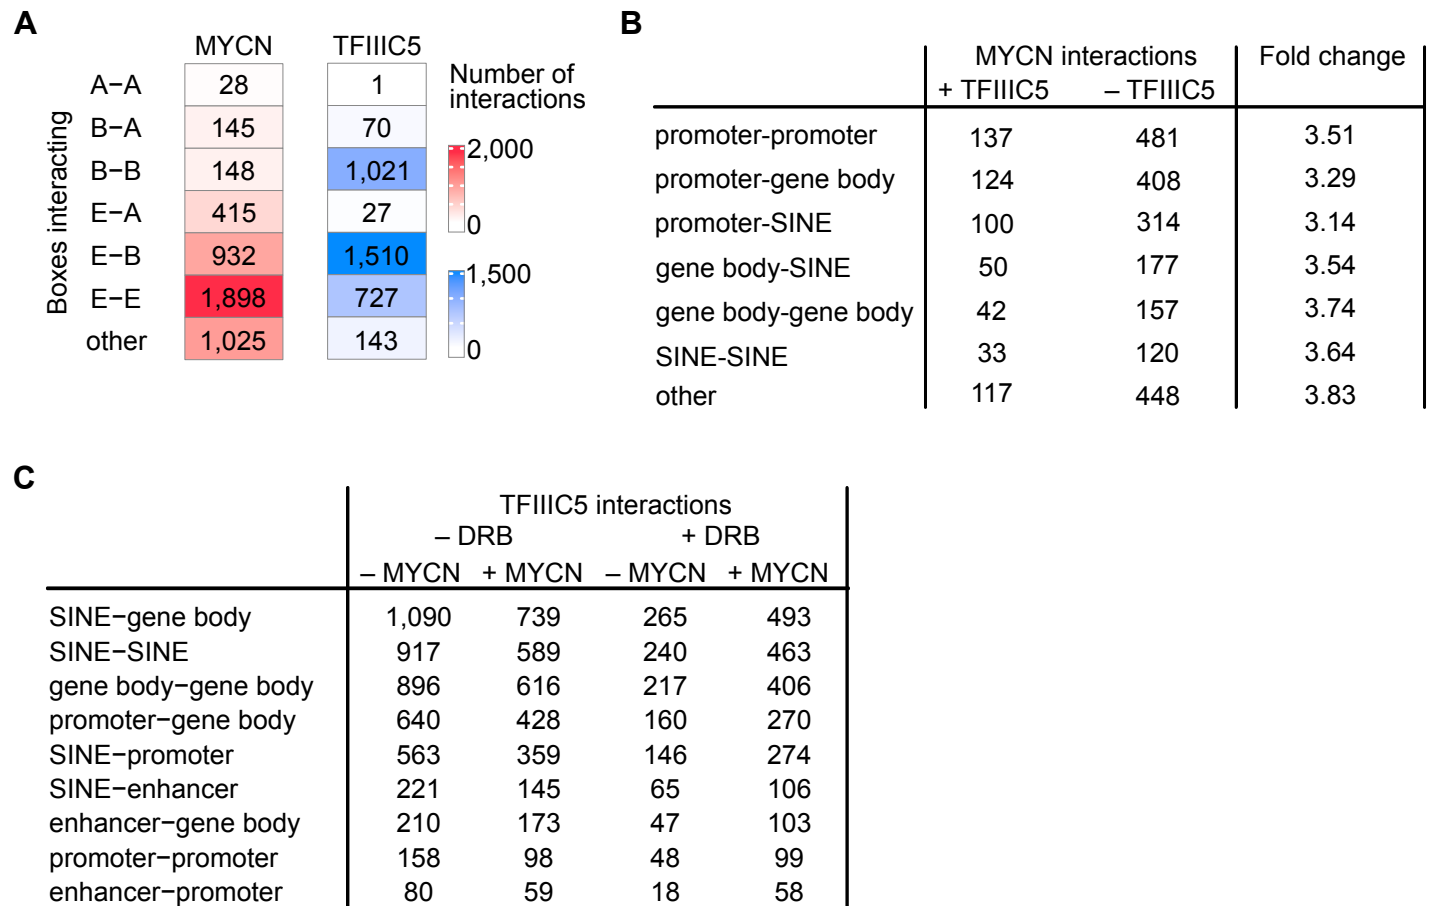 A
MYCN TFIIIC5
Number of
interactions
Boxes interacting
A−A 28 1
B−A 145 70
B−B 148 1,021
E−A 415 27
E−B 932 1,510
E−E 1,898 727
other 1,025 143
2,000
0
1,500
0
B
MYCN interactions Fold change
+ TFIIIC5 – TFIIIC5
promoter-promoter 137 481 3.51
promoter-gene body 124 408 3.29
promoter-SINE 100 314 3.14
gene body-SINE 50 177 3.54
gene body-gene body 42 157 3.74
SINE-SINE 33 120 3.64
other 117 448 3.83
C
TFIIIC5 interactions
– DRB + DRB
– MYCN + MYCN – MYCN + MYCN
SINE−gene body 1,090 739 265 493
SINE−SINE 917 589 240 463
gene body−gene body 896 616 217 406
promoter−gene body 640 428 160 270
SINE−promoter 563 359 146 274
SINE−enhancer 221 145 65 106
enhancer−gene body 210 173 47 103
promoter−promoter 158 98 48 99
enhancer−promoter 80 59 18 58